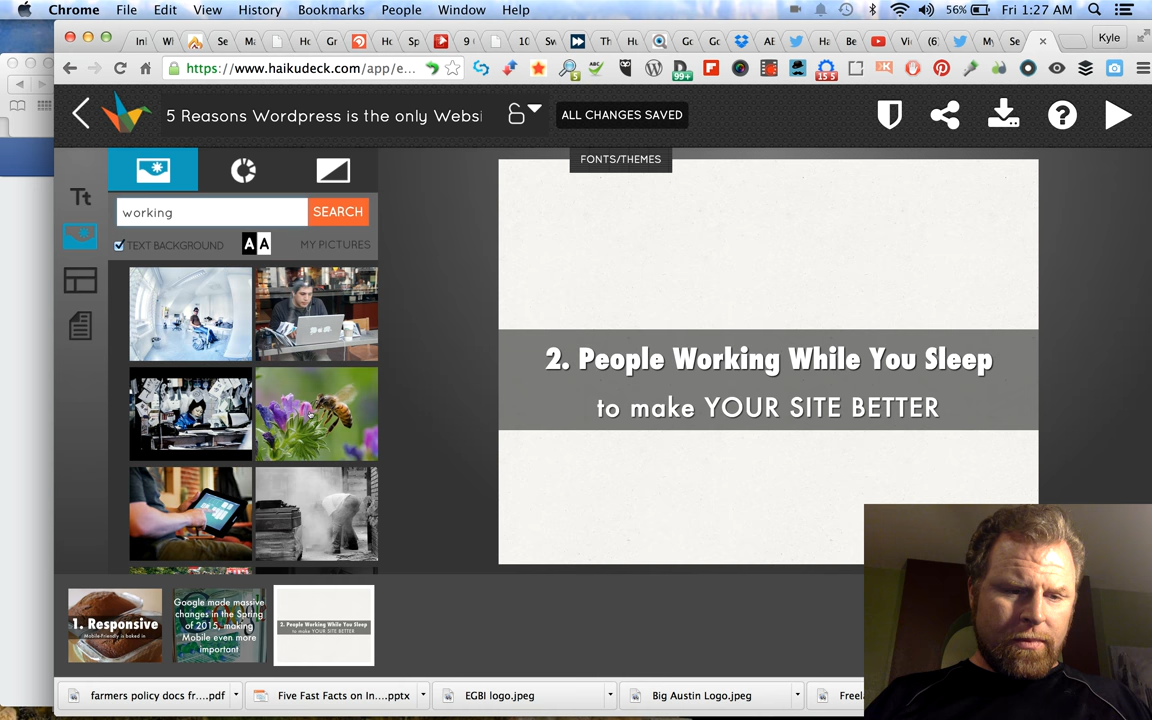 Chrome File Edit View History Bookmarks People Window Help 56% Fri 1:27 AM
Kyle
https://www.haikudeck.com/app/e...
5 Reasons Wordpress is the only Websi
ALL CHANGES SAVED
FONTS/THEMES
Tt
working
SEARCH
TEXT BACKGROUND
AA
MY PICTURES
2. People Working While You Sleep
to make YOUR SITE BETTER
1. Responsive
Mobile Friendly is baked in
Google made massive
changes in the Spring
of 2015, making
Mobile even more
important
2. People Working While You Sleep
to make YOUR SITE BETTER
farmers policy docs fr....pdf
Five Fast Facts on In....pptx
EGBI logo.jpeg
Big Austin Logo.jpeg